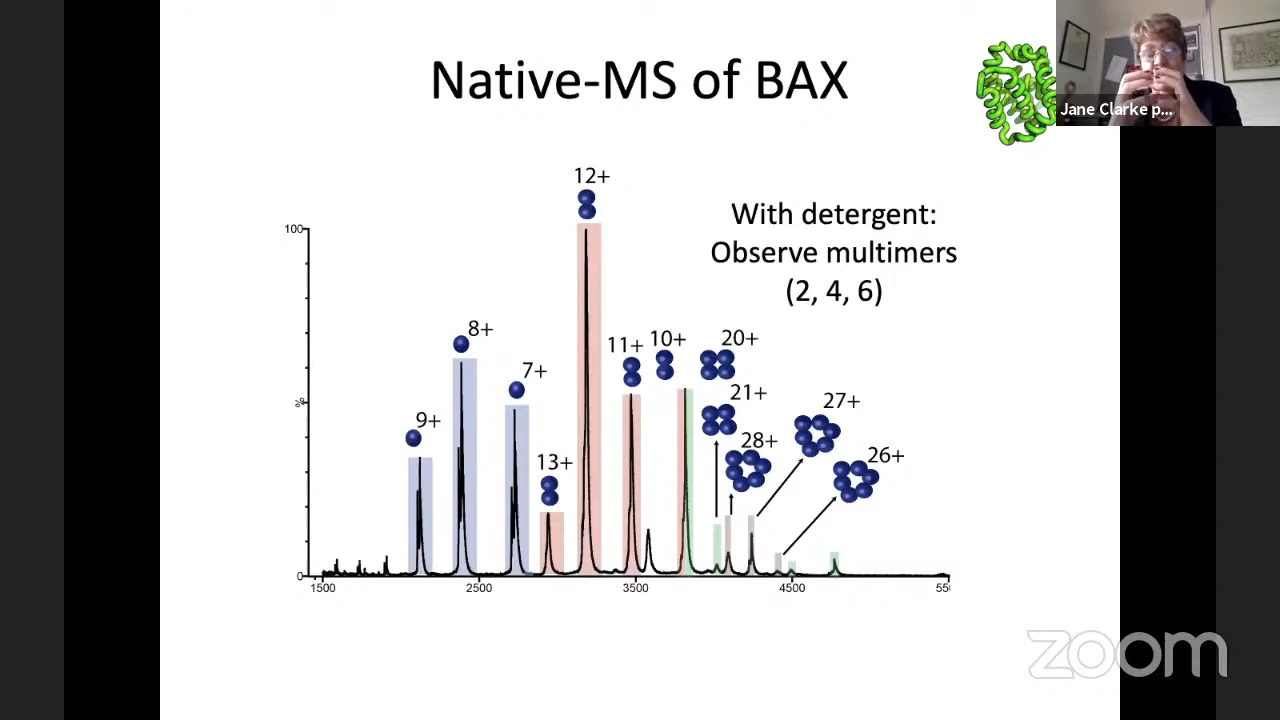 Native-MS of BAX
Jane Clarke p...
12+
With detergent:
Observe multimers
(2, 4, 6)
100
8+
11+ 10+ 20+
7+
21+
9+
27+
28+
13+
26+
%
0
1500 2500 3500 4500 550
zoom